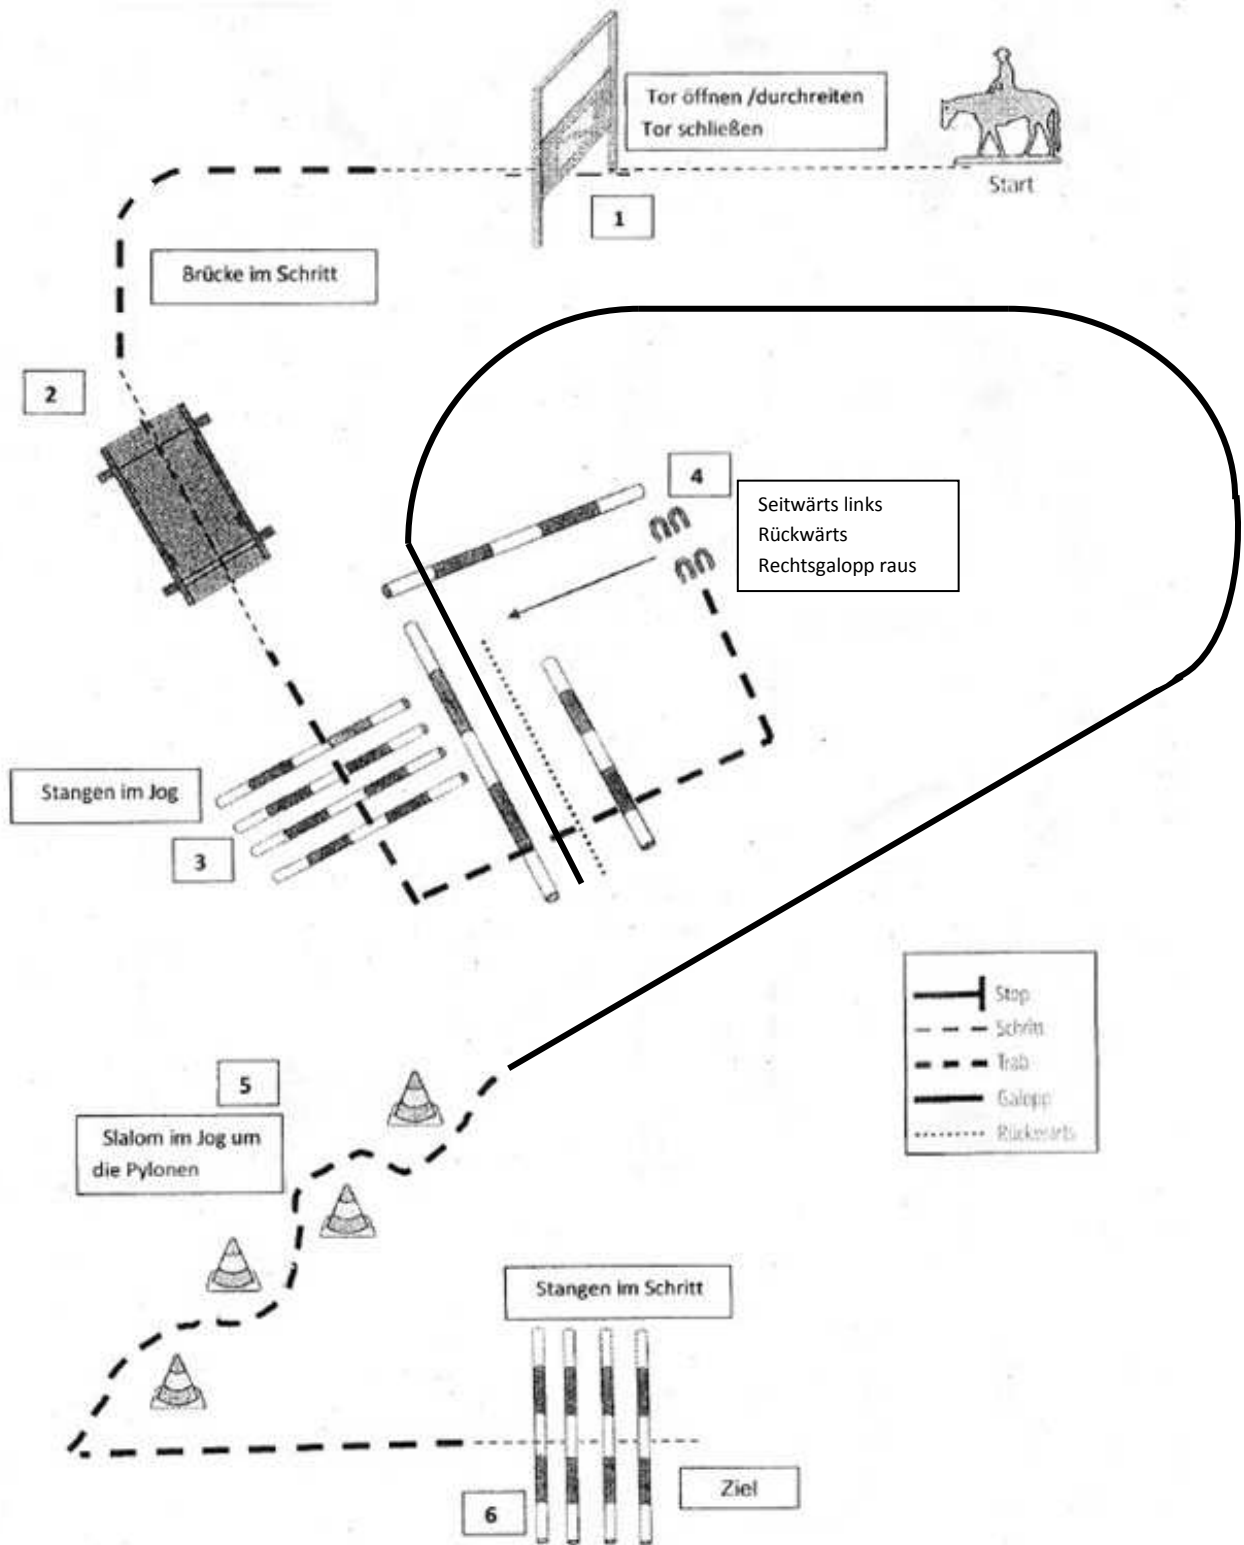 Tor öffnen /durchreiten
Tor schließen
Start
1
Brücke im Schritt
2
4
Seitwärts links
Rückwärts
Rechtsgalopp raus
Stangen im Jog
3
Stop
Schritt
Trab
Galopp
Rückwärts
5
Slalom im Jog um
die Pylonen
Stangen im Schritt
Ziel
6